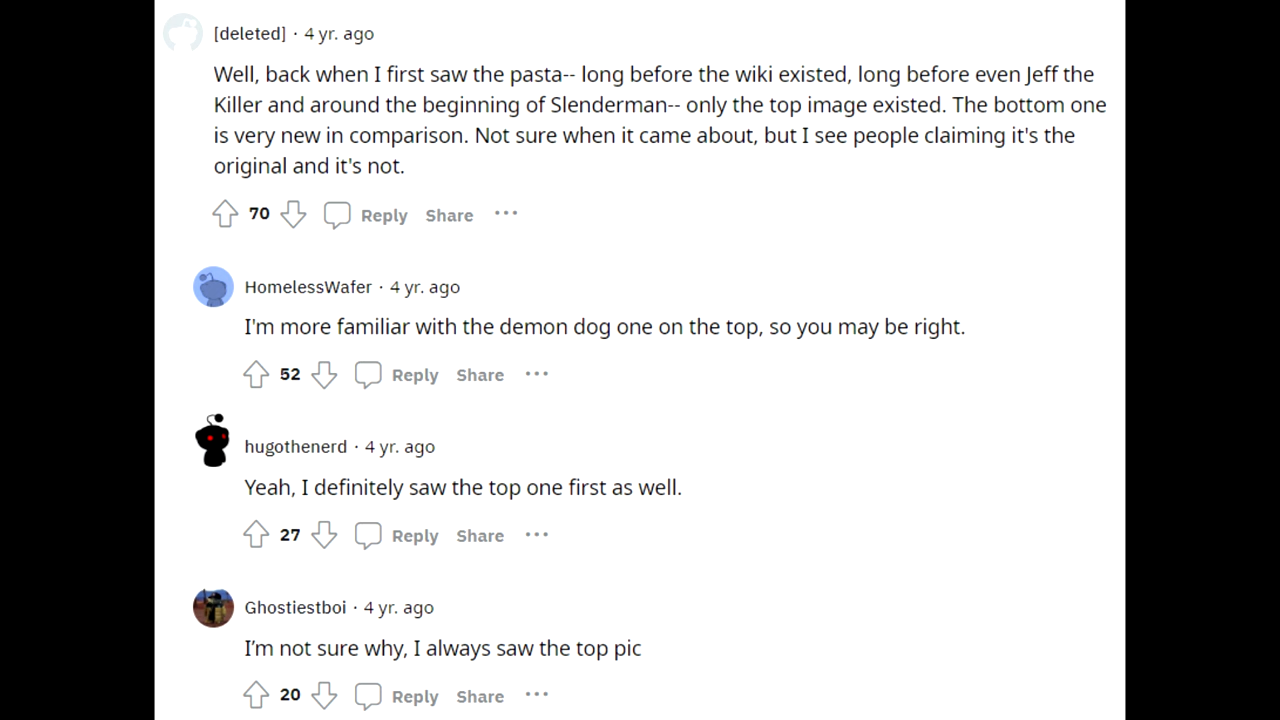 [deleted] · 4 yr. ago
Well, back when I first saw the pasta-- long before the wiki existed, long before even Jeff the
Killer and around the beginning of Slenderman-- only the top image existed. The bottom one
is very new in comparison. Not sure when it came about, but I see people claiming it's the
original and it's not.
70 Reply Share ···
HomelessWafer · 4 yr. ago
I'm more familiar with the demon dog one on the top, so you may be right.
52 Reply Share ···
hugothenerd · 4 yr. ago
Yeah, I definitely saw the top one first as well.
27 Reply Share ···
Ghostiestboi · 4 yr. ago
I’m not sure why, I always saw the top pic
20 Reply Share ···